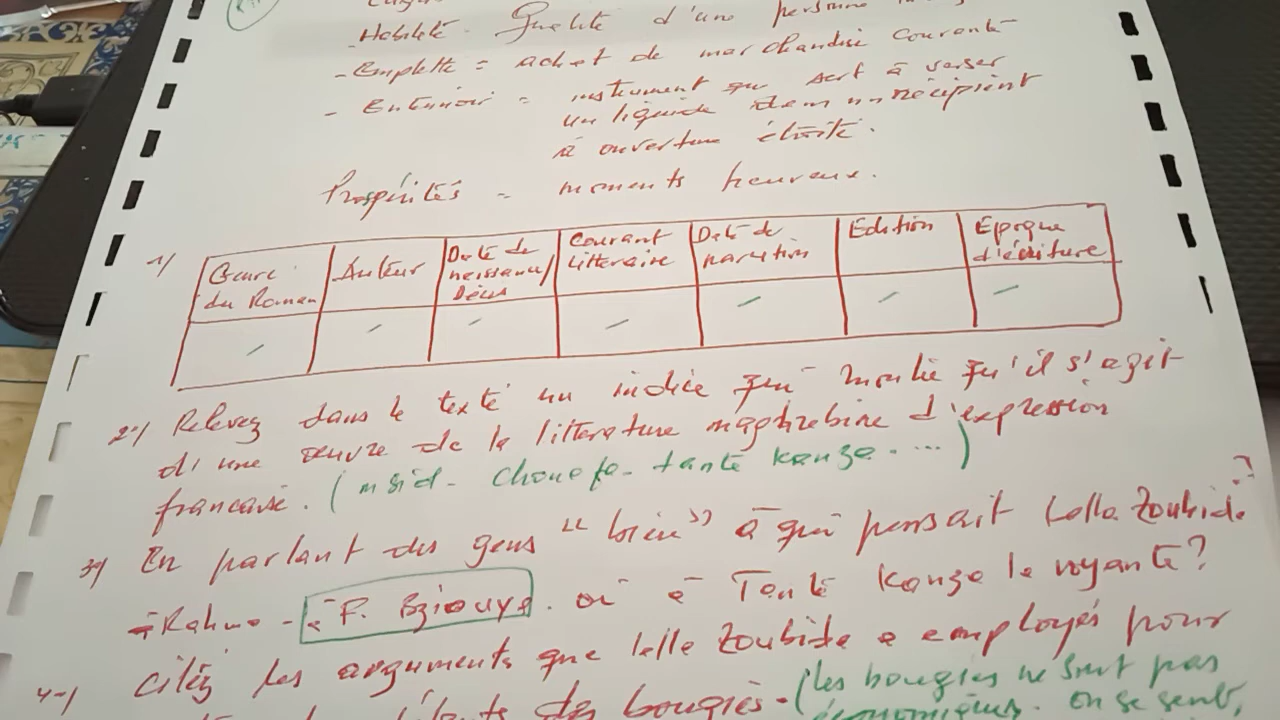 - Habileté = Qualité d'une personne
- Emplette = achat de marchandise courante
- Entonnoir = instrument qui sert à verser
un liquide dans un récipient
à ouverture étroite.
Prospérités = moments heureux.
1/ Genre du Roman | Auteur | Date de naissance/Décès | Courant littéraire | Date de parution | Edition | Epoque d'écriture
2-/ Relevez dans le texte un indice qui montre qu'il s'agit
d'une œuvre de la littérature maghrébine d'expression
francaise. (msid - Chouafa - tante Kanza. ...)
3/ En parlant des gens "bien" à qui pensait Lalla Zoubida?
à Rahma - à F. Bziouya. où à Tante Kanza la voyante?
4-/ Citez les arguments que lalla Zoubida a employés pour
des bougies - (les bougies ne sont pas
économiques. on se sent,